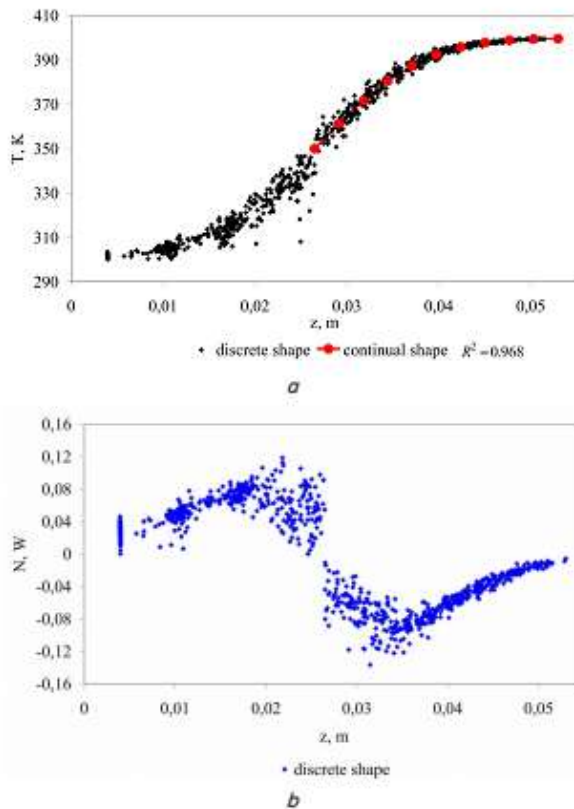 410
390
370
350
330
310
290
T, K
0 0,01 0,02 0,03 0,04 0,05
z, m
discrete shape continual shape R² =0.968
a
0,16
0,12
0,08
0,04
0
-0,04
-0,08
-0,12
-0,16
N, W
0 0,01 0,02 0,03 0,04 0,05
z, m
discrete shape
b